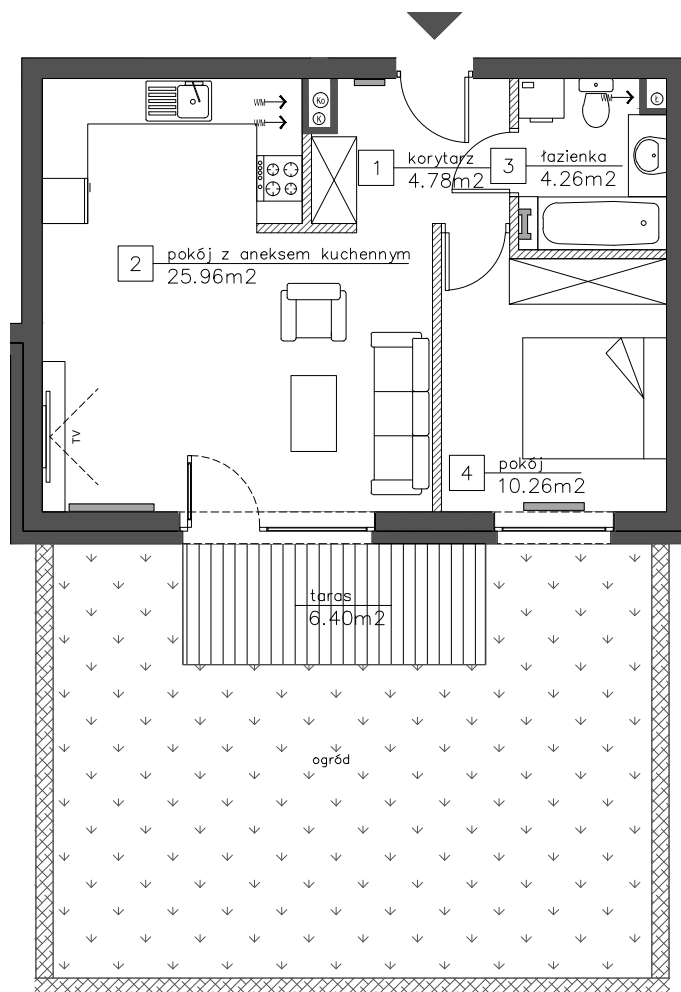 WM
WM
Ko
K
WM
Ł
1 korytarz
4.78m2
3 łazienka
4.26m2
2 pokój z aneksem kuchennym
25.96m2
TV
4 pokój
10.26m2
taras
6.40m2
ogród